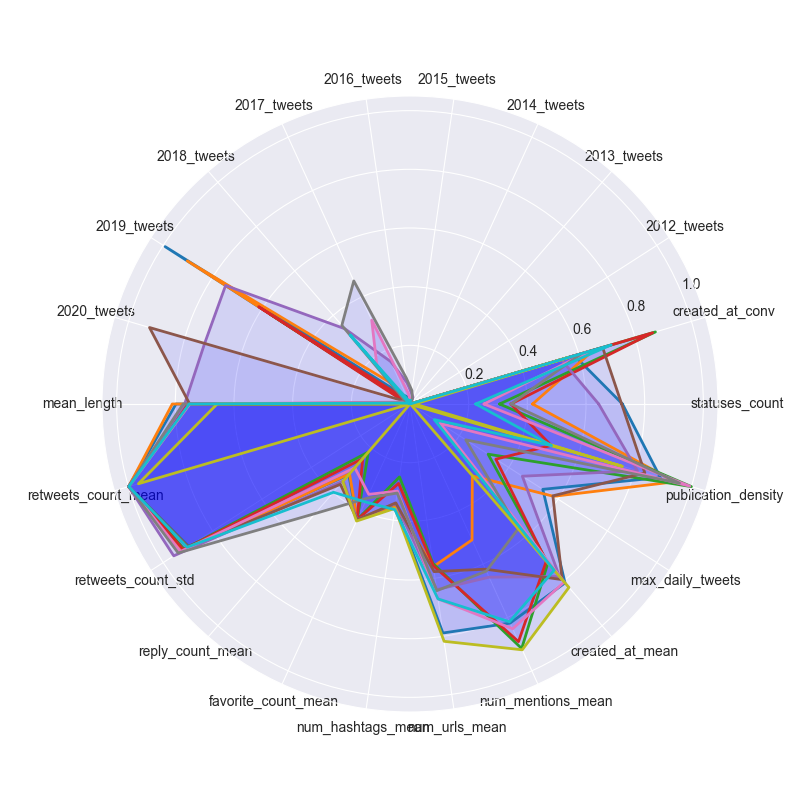 2016_tweets
2015_tweets
2017_tweets
2014_tweets
2018_tweets
2013_tweets
2019_tweets
2012_tweets
1.0
0.8
2020_tweets
created_at_conv
0.6
0.4
0.2
mean_length
statuses_count
retweets_count_mean
publication_density
retweets_count_std
max_daily_tweets
reply_count_mean
created_at_mean
favorite_count_mean
num_mentions_mean
num_hashtags_mean
num_urls_mean